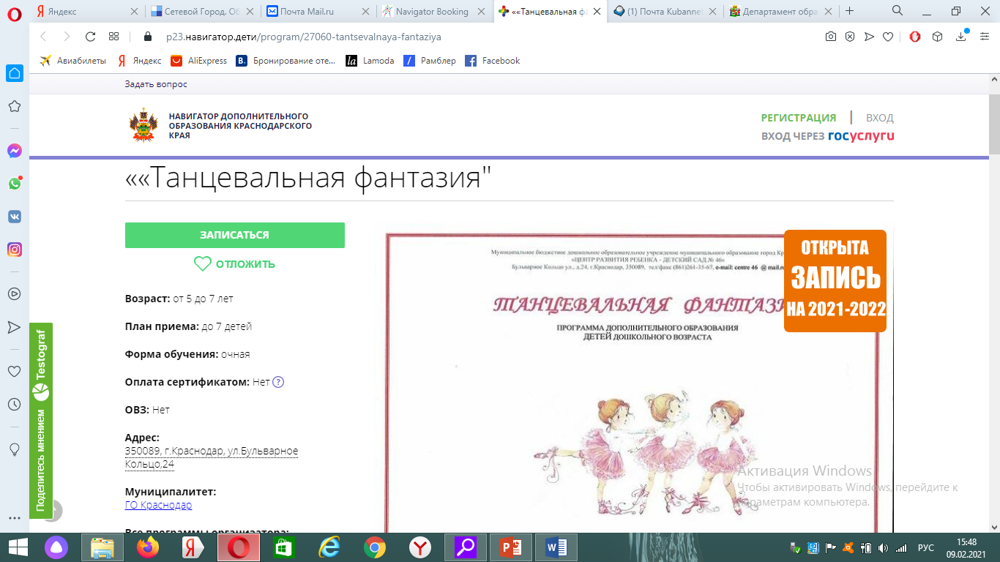 Яндекс
Сетевой Город. Об
Почта Mail.ru
Navigator Booking
««Танцевальная фа
(1) Почта Kubannet
Департамент обра
p23.навигатор.дети/program/27060-tantsevalnaya-fantaziya
Авиабилеты
Яндекс
AliExpress
Бронирование оте...
Lamoda
Рамблер
Facebook
Задать вопрос
НАВИГАТОР ДОПОЛНИТЕЛЬНОГО
ОБРАЗОВАНИЯ КРАСНОДАРСКОГО
КРАЯ
РЕГИСТРАЦИЯ
ВХОД
ВХОД ЧЕРЕЗ госуслуги
««Танцевальная фантазия"
ЗАПИСАТЬСЯ
ОТЛОЖИТЬ
Возраст: от 5 до 7 лет
План приема: до 7 детей
Форма обучения: очная
Оплата сертификатом: Нет ?
ОВЗ: Нет
Адрес:
350089, г.Краснодар, ул.Бульварное
Кольцо,24
Муниципалитет:
ГО Краснодар
Все программы организатора:
Муниципальное бюджетное дошкольное образовательное учреждение муниципального образование город Кр
«ЦЕНТР РАЗВИТИЯ РЕБЕНКА - ДЕТСКИЙ САД № 46»
Бульварное Кольцо ул., д.24, г.Краснодар, 350089, тел/факс (861)261-35-67, e-mail: centre 46 @ mail.ru
ТАНЦЕВАЛЬНАЯ ФАНТАЗИ
ПРОГРАММА ДОПОЛНИТЕЛЬНОГО ОБРАЗОВАНИЯ
ДЕТЕЙ ДОШКОЛЬНОГО ВОЗРАСТА
ОТКРЫТА
ЗАПИСЬ
НА 2021-2022
Поделитесь мнением Testograf
Активация Windows
Чтобы активировать Windows, перейдите к
параметрам компьютера.
РУС
15:48
09.02.2021